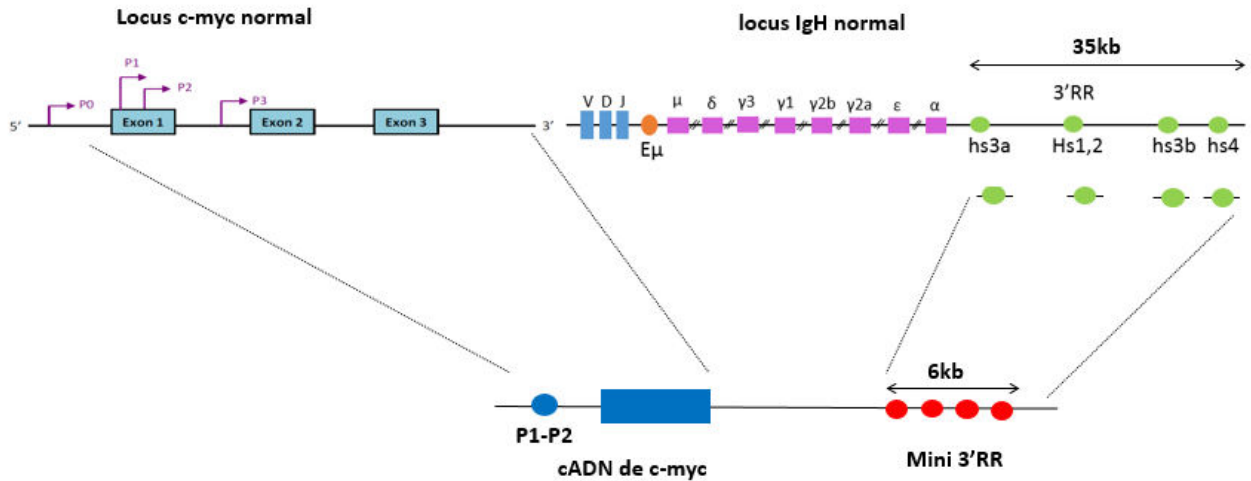 Locus c-myc normal
locus IgH normal
35kb
3'RR
P1
P2
P0
P3
5'
Exon 1
Exon 2
Exon 3
3'
V D J
Eμ
μ δ γ3 γ1 γ2b γ2a ε α
hs3a Hs1,2 hs3b hs4
6kb
P1-P2
cADN de c-myc
Mini 3'RR